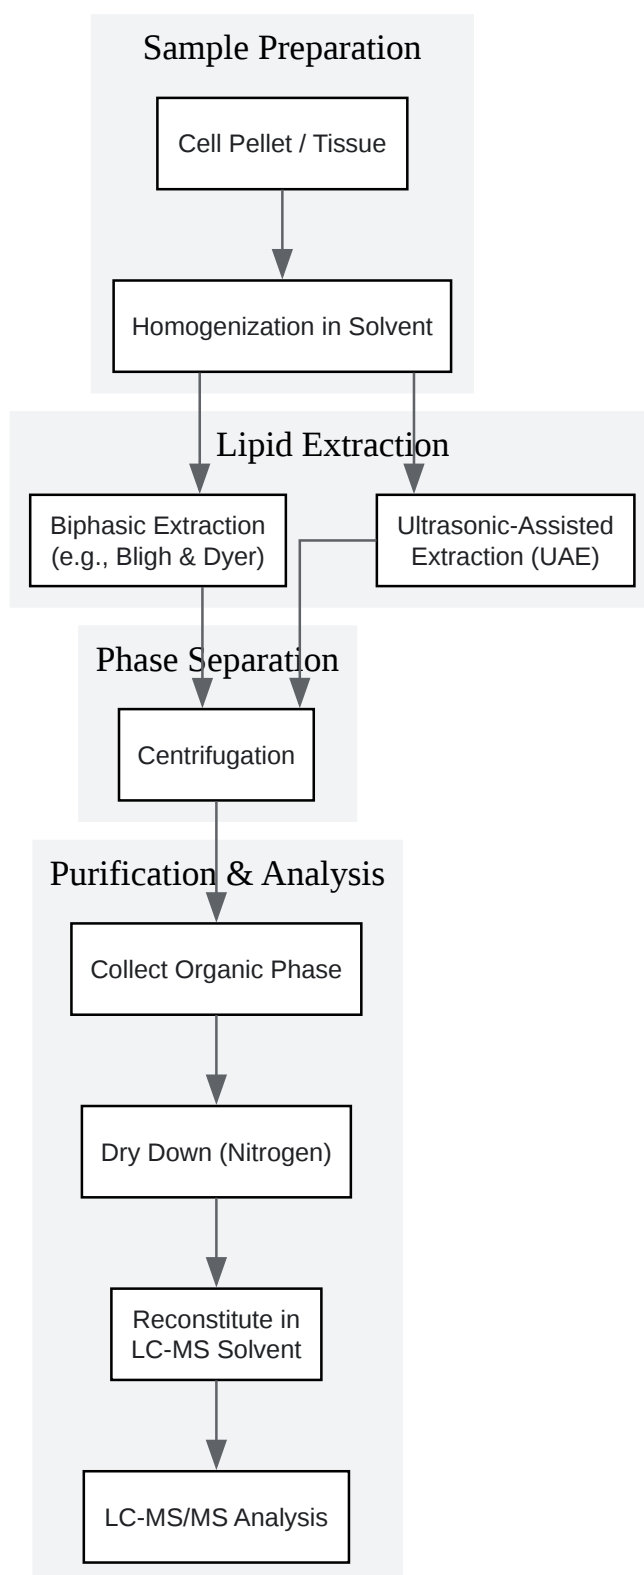 Sample Preparation
Cell Pellet / Tissue
Homogenization in Solvent
Lipid Extraction
Biphasic Extraction
(e.g., Bligh & Dyer)
Ultrasonic-Assisted
Extraction (UAE)
Phase Separation
Centrifugation
Purification & Analysis
Collect Organic Phase
Dry Down (Nitrogen)
Reconstitute in
LC-MS Solvent
LC-MS/MS Analysis